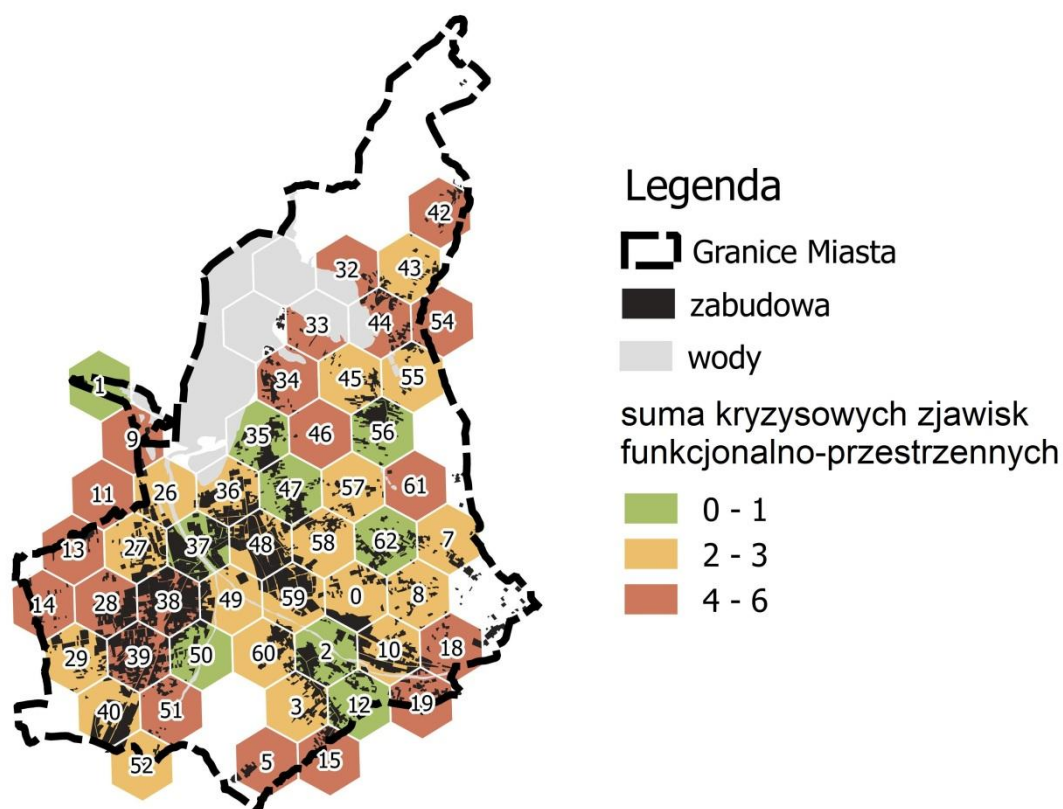 42
32 43
33 44 54
34 45 55
1
35 46 56
9
11 26 36 47 57 61
13 27 37 48 58 62 7
14 28 38 49 59 0 8
29 39 50 60 2 10 18
40 51 3 12 19
52 5 15
Legenda
Granice Miasta
zabudowa
wody
suma kryzysowych zjawisk
funkcjonalno-przestrzennych
0 - 1
2 - 3
4 - 6